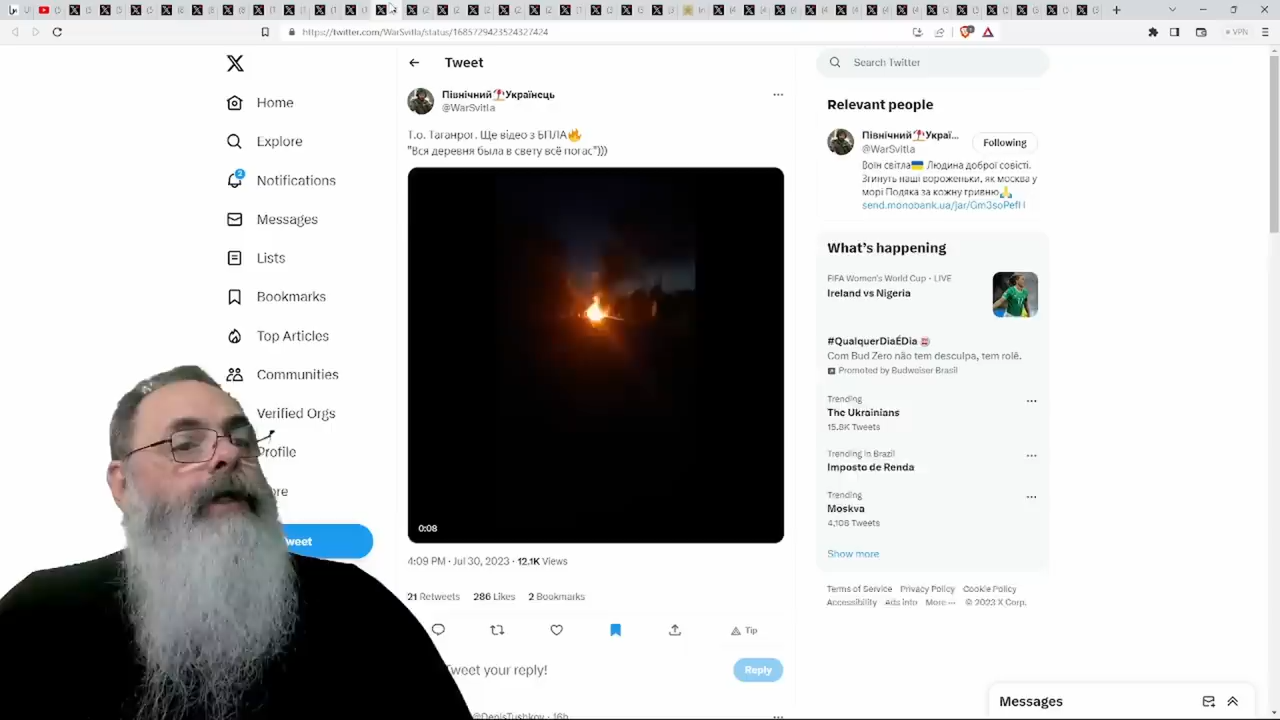 https://twitter.com/WarSvitla/status/1685729423524327424
VPN
Home
Explore
2
Notifications
Messages
Lists
Bookmarks
Top Articles
Communities
Verified Orgs
Profile
ore
weet
Tweet
Північний Українець
@WarSvitla
Т.о. Таганрог. Ще відео з БПЛА
"Вся деревня была в свету всё погас")))
0:08
4:09 PM · Jul 30, 2023 · 12.1K Views
21 Retweets 286 Likes 2 Bookmarks
Tip
Tweet your reply!
Reply
@DenisTushkov · 16h
Search Twitter
Relevant people
Північний Украї...
@WarSvitla
Following
Воїн світла Людина доброї совісті.
Згинуть наші вороженьки, як москва у
морі Подяка за кожну гривню
send.monobank.ua/jar/Gm3soPefH
What's happening
FIFA Women's World Cup · LIVE
Ireland vs Nigeria
#QualquerDiaÉDia
Com Bud Zero não tem desculpa, tem rolê.
Promoted by Budweiser Brasil
Trending
The Ukrainians
15.8K Tweets
Trending in Brazil
Imposto de Renda
Trending
Moskva
4,108 Tweets
Show more
Terms of Service Privacy Policy Cookie Policy
Accessibility Ads info More ··· © 2023 X Corp.
Messages